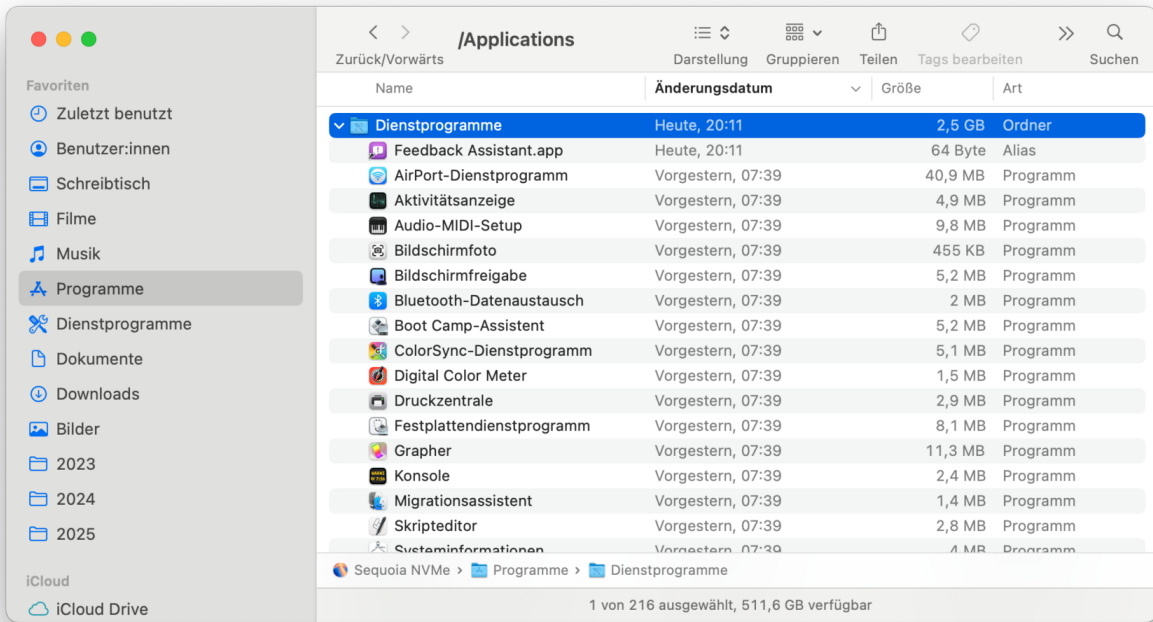 /Applications
Zurück/Vorwärts
Darstellung
Gruppieren
Teilen
Tags bearbeiten
Suchen
Favoriten
Zuletzt benutzt
Benutzer:innen
Schreibtisch
Filme
Musik
Programme
Dienstprogramme
Dokumente
Downloads
Bilder
2023
2024
2025
iCloud
iCloud Drive
Name Änderungsdatum Größe Art
Dienstprogramme Heute, 20:11 2,5 GB Ordner
Feedback Assistant.app Heute, 20:11 64 Byte Alias
AirPort-Dienstprogramm Vorgestern, 07:39 40,9 MB Programm
Aktivitätsanzeige Vorgestern, 07:39 4,9 MB Programm
Audio-MIDI-Setup Vorgestern, 07:39 9,8 MB Programm
Bildschirmfoto Vorgestern, 07:39 455 KB Programm
Bildschirmfreigabe Vorgestern, 07:39 5,2 MB Programm
Bluetooth-Datenaustausch Vorgestern, 07:39 2 MB Programm
Boot Camp-Assistent Vorgestern, 07:39 5,2 MB Programm
ColorSync-Dienstprogramm Vorgestern, 07:39 5,1 MB Programm
Digital Color Meter Vorgestern, 07:39 1,5 MB Programm
Druckzentrale Vorgestern, 07:39 2,9 MB Programm
Festplattendienstprogramm Vorgestern, 07:39 8,1 MB Programm
Grapher Vorgestern, 07:39 11,3 MB Programm
Konsole Vorgestern, 07:39 2,4 MB Programm
Migrationsassistent Vorgestern, 07:39 1,4 MB Programm
Skripteditor Vorgestern, 07:39 2,8 MB Programm
Systeminformationen Vorgestern, 07:39 4 MB Programm
Sequoia NVMe › Programme › Dienstprogramme
1 von 216 ausgewählt, 511,6 GB verfügbar